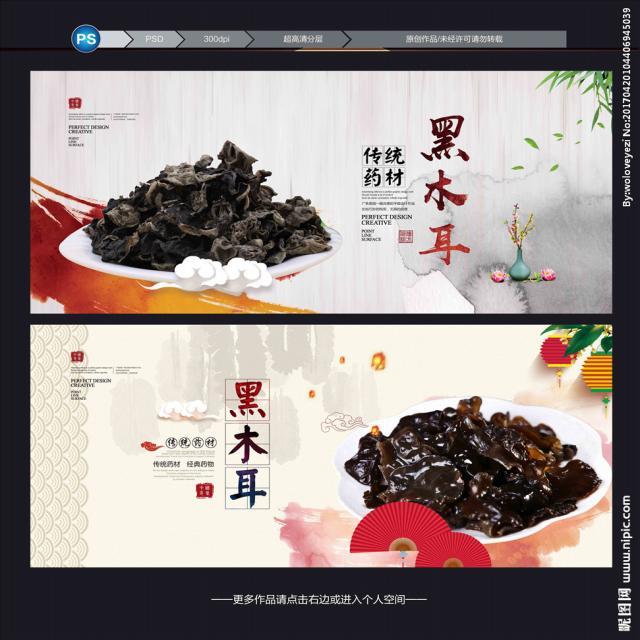 PS
PSD
300dpi
超高清分层
原创作品/未经许可请勿转载
PERFECT DESIGN
CREATIVE
POINT
LINE
SURFACE
传统
药材
PERFECT DESIGN
CREATIVE
POINT
LINE
SURFACE
黑木耳
PERFECT DESIGN
CREATIVE
POINT
LINE
SURFACE
传统药材
传统药材 经典药物
黑木耳
——更多作品请点击右边或进入个人空间——
By:woloveyezi No:20170420104406945039
昵图网 www.nipic.com